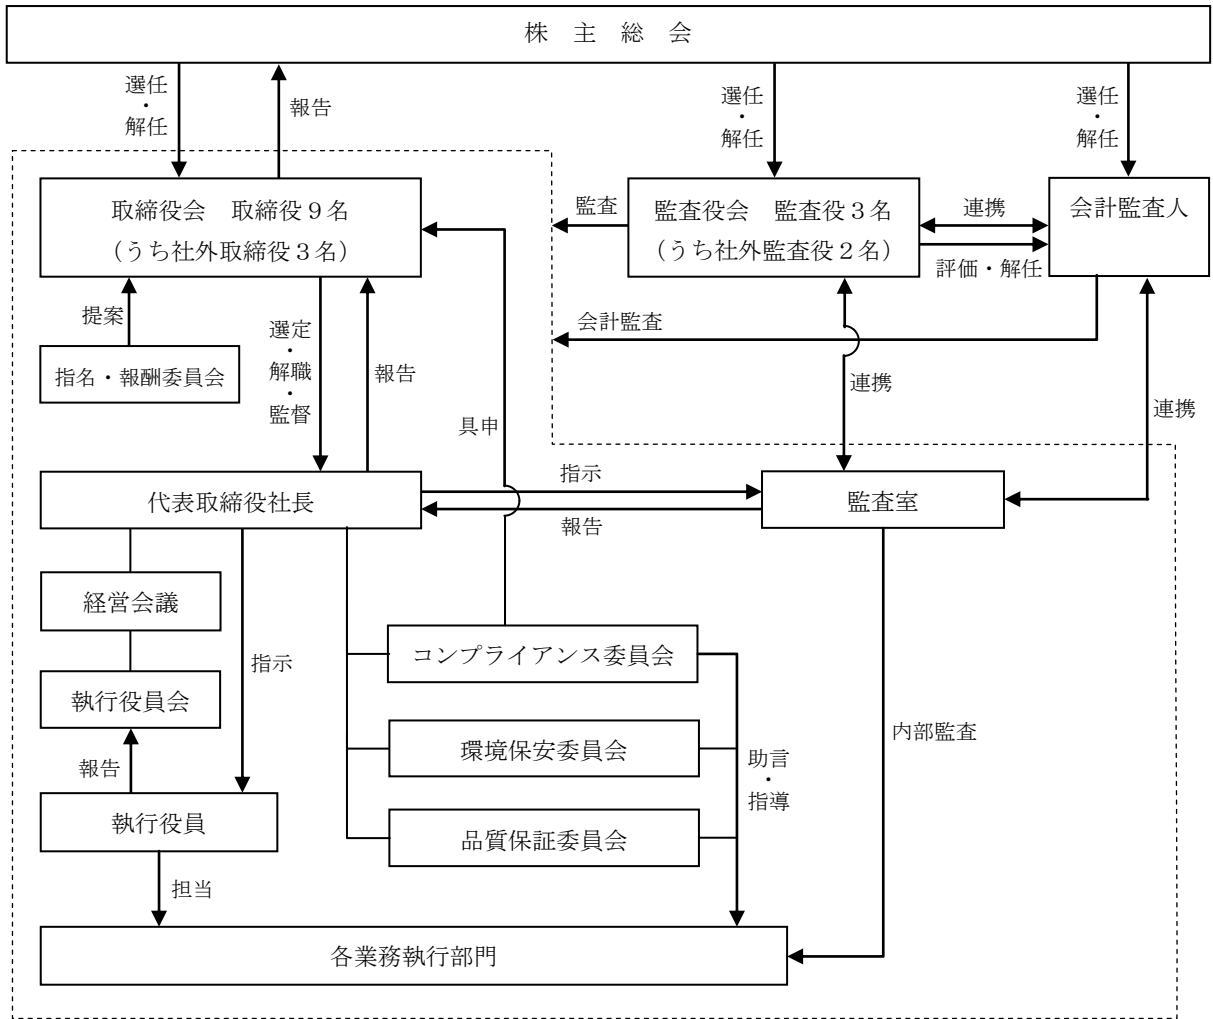 株　主　総　会
選任
・
解任
報告
選任
・
解任
選任
・
解任
取締役会　取締役９名
（うち社外取締役３名）
監査
監査役会　監査役３名
（うち社外監査役２名）
連携
評価・解任
会計監査人
提案
指名・報酬委員会
選定
・
解職
・
監督
報告
具申
会計監査
連携
連携
代表取締役社長
指示
報告
監査室
経営会議
執行役員会
報告
指示
執行役員
担当
コンプライアンス委員会
環境保安委員会
品質保証委員会
助言
・
指導
内部監査
各業務執行部門